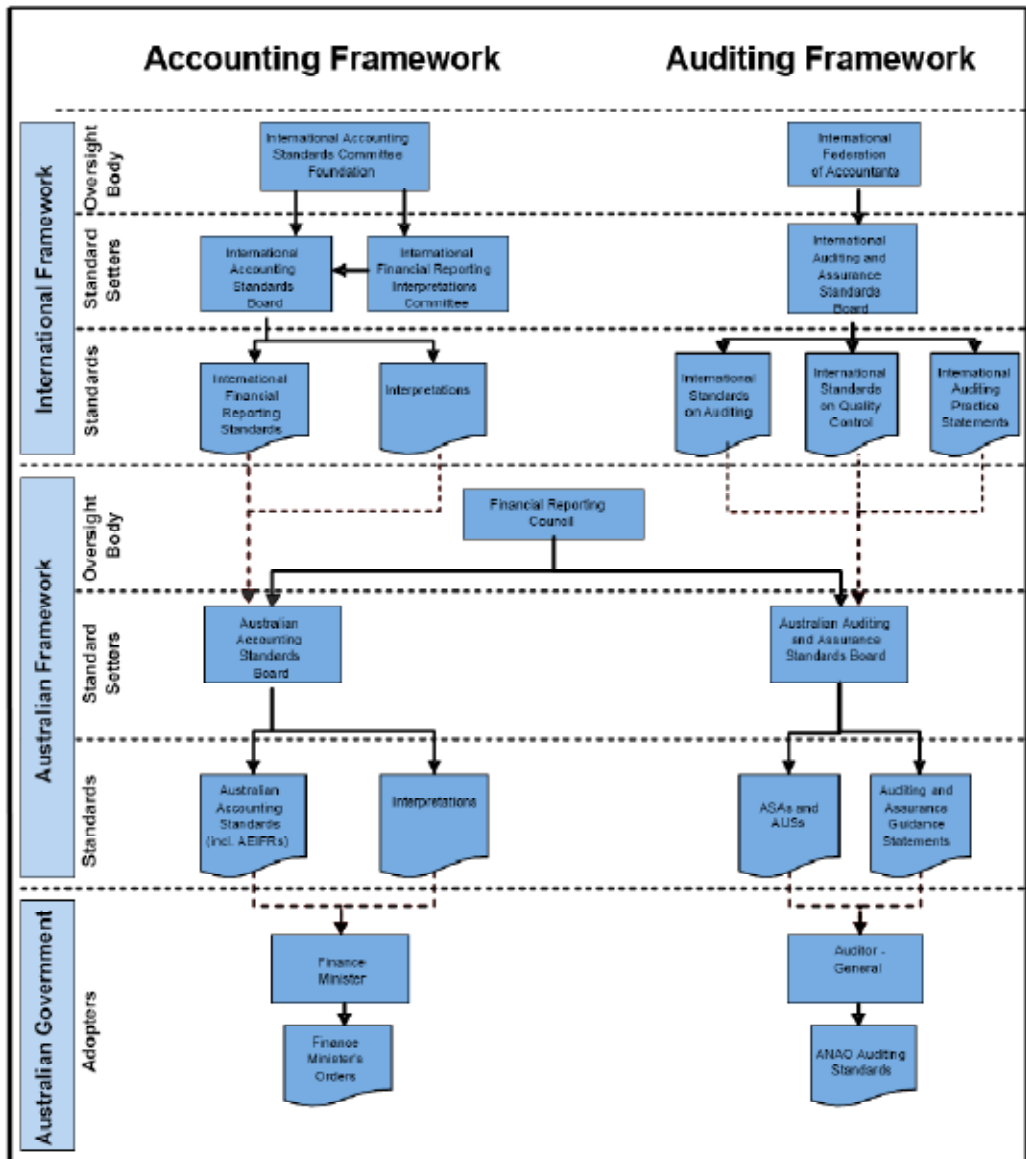 Accounting Framework
Auditing Framework
International Framework
Oversight
Body
International Accounting
Standards Committee
Foundation
International
Federation
of Accountants
Standard
Setters
International
Accounting
Standards
Board
International
Financial Reporting
Interpretations
Committee
International
Auditing and
Assurance
Standards
Board
Standards
International
Financial
Reporting
Standards
Interpretations
International
Standards
on Auditing
International
Standards
on Quality
Control
International
Auditing
Practice
Statements
Australian Framework
Oversight
Body
Financial Reporting
Council
Standard
Setters
Australian
Accounting
Standards
Board
Australian Auditing
and Assurance
Standards Board
Standards
Australian
Accounting
Standards
(incl. AEIFRs)
Interpretations
ASAs and
AUSs
Auditing and
Assurance
Guidance
Statements
Australian Government
Adopters
Finance
Minister
Auditor -
General
Finance
Minister's
Orders
ANAO Auditing
Standards